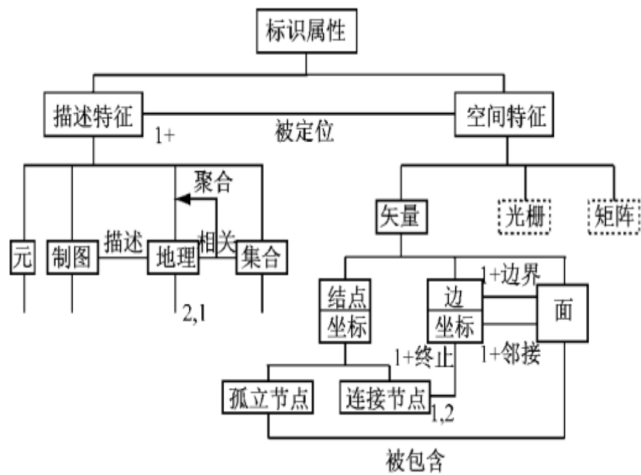 标识属性
描述特征
空间特征
1+
被定位
聚合
矢量
光栅
矩阵
元
制图
描述
地理
相关
集合
2,1
结点
坐标
边
坐标
1+边界
面
1+邻接
1+终止
孤立节点
连接节点
1,2
被包含